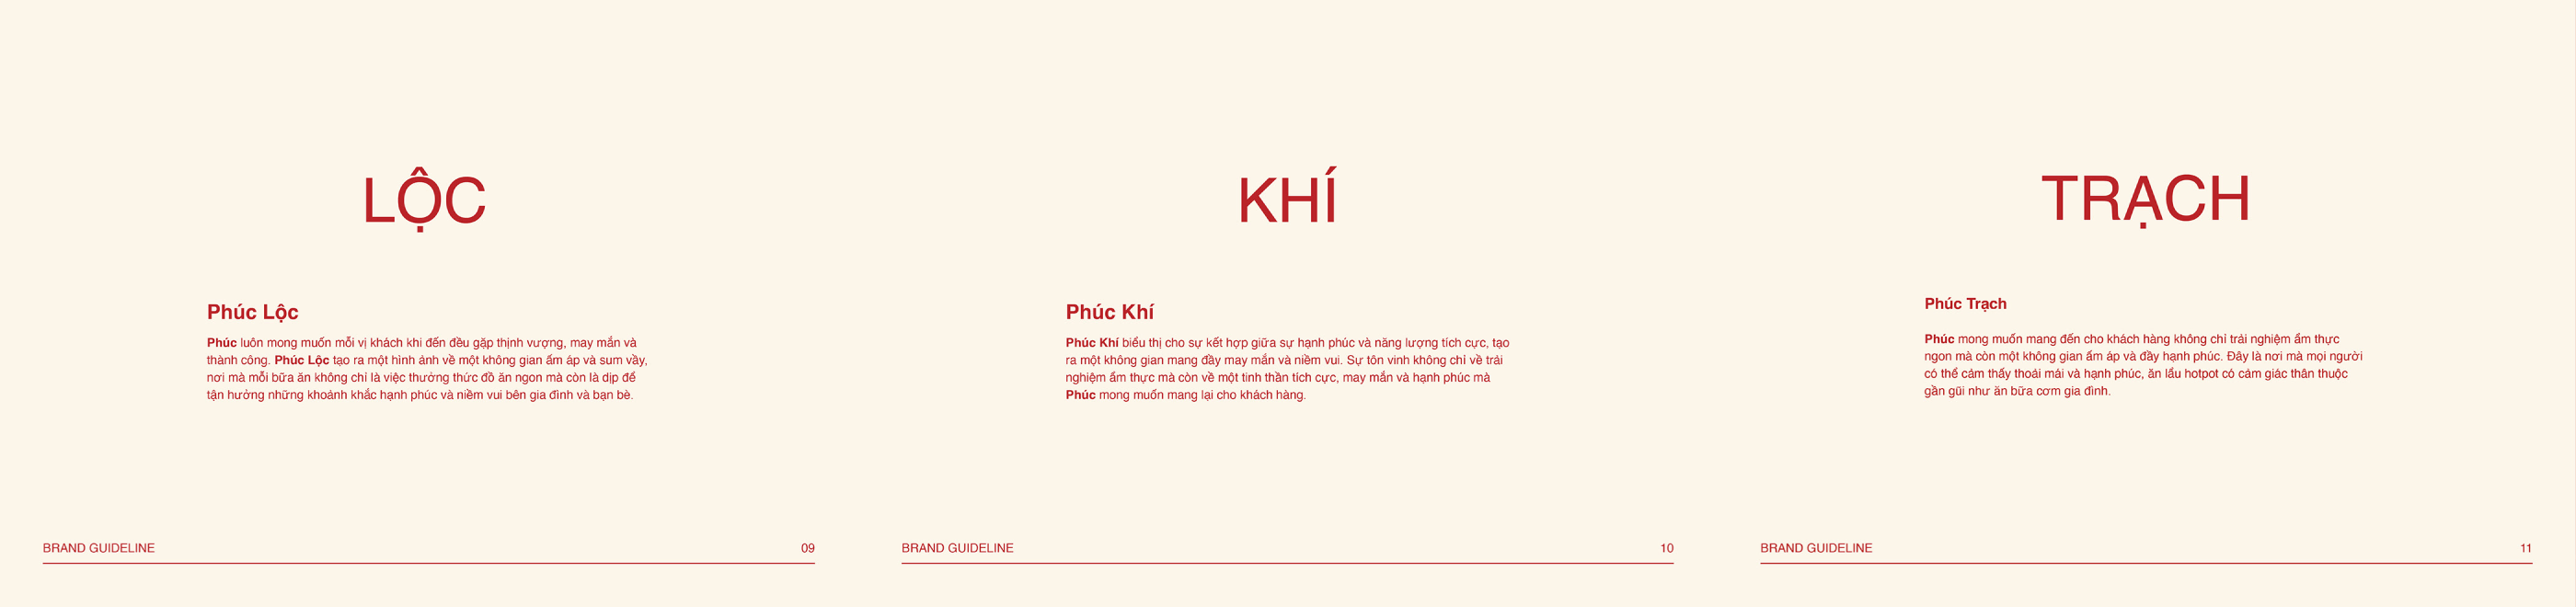 LỘC
Phúc Lộc
Phúc luôn mong muốn mỗi vị khách khi đến đều gặp thịnh vượng, may mắn và
thành công. Phúc Lộc tạo ra một hình ảnh về một không gian ấm áp và sum vầy,
nơi mà mỗi bữa ăn không chỉ là việc thưởng thức đồ ăn ngon mà còn là dịp để
tận hưởng những khoảnh khắc hạnh phúc và niềm vui bên gia đình và bạn bè.
BRAND GUIDELINE
09
KHÍ
Phúc Khí
Phúc Khí biểu thị cho sự kết hợp giữa sự hạnh phúc và năng lượng tích cực, tạo
ra một không gian mang đầy may mắn và niềm vui. Sự tôn vinh không chỉ về trải
nghiệm ẩm thực mà còn về một tinh thần tích cực, may mắn và hạnh phúc mà
Phúc mong muốn mang lại cho khách hàng.
BRAND GUIDELINE
10
TRẠCH
Phúc Trạch
Phúc mong muốn mang đến cho khách hàng không chỉ trải nghiệm ẩm thực
ngon mà còn một không gian ấm áp và đầy hạnh phúc. Đây là nơi mà mọi người
có thể cảm thấy thoải mái và hạnh phúc, ăn lẩu hotpot có cảm giác thân thuộc
gần gũi như ăn bữa cơm gia đình.
BRAND GUIDELINE
11